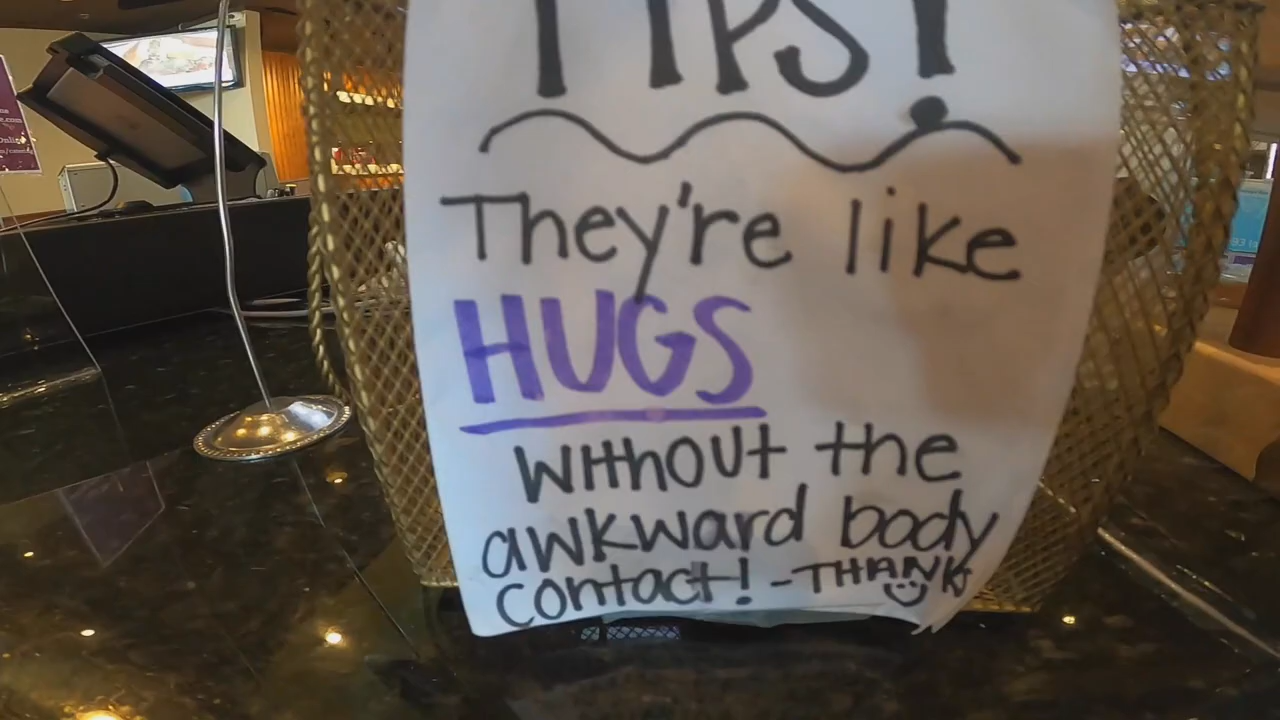 TIPS!
They're like
HUGS
without the
awkward body
contact! -THANK